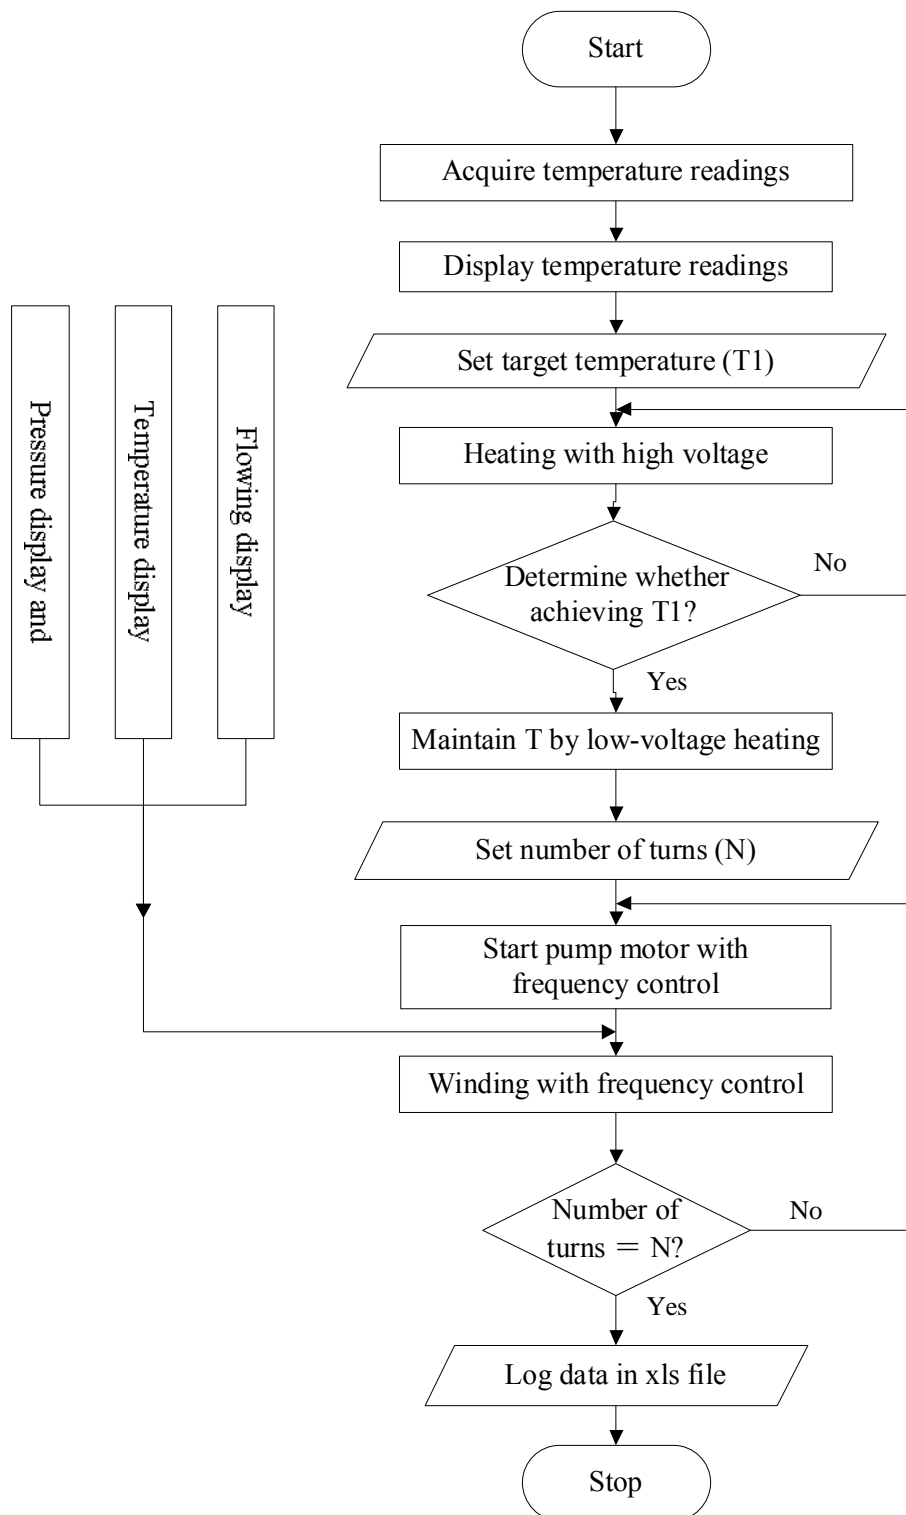 Start
Acquire temperature readings
Display temperature readings
Set target temperature (T1)
Heating with high voltage
Determine whether
achieving T1?
No
Yes
Maintain T by low-voltage heating
Set number of turns (N)
Start pump motor with
frequency control
Winding with frequency control
Number of
turns = N?
No
Yes
Log data in xls file
Stop
Pressure display and
Temperature display
Flowing display